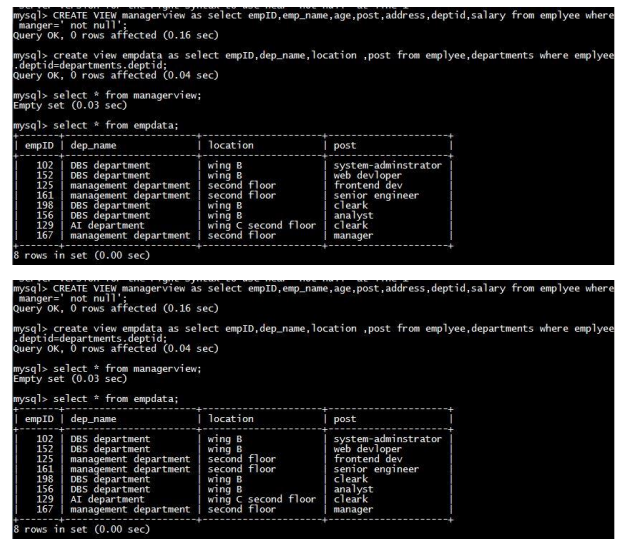 mysql> CREATE VIEW managerview as select empID,emp_name,age,post,address,deptid,salary from emplyee where
manger=' not null';
Query OK, 0 rows affected (0.16 sec)
mysql> create view empdata as select empID,dep_name,location ,post from emplyee,departments where emplyee
.deptid=departments.deptid;
Query OK, 0 rows affected (0.04 sec)
mysql> select * from managerview;
Empty set (0.03 sec)
mysql> select * from empdata;
| empID | dep_name | location | post |
| 102 | DBS department | wing B | system-adminstrator |
| 152 | DBS department | wing B | web devloper |
| 125 | management department | second floor | frontend dev |
| 161 | management department | second floor | senior engineer |
| 198 | DBS department | wing B | cleark |
| 156 | DBS department | wing B | analyst |
| 129 | AI department | wing C second floor | cleark |
| 167 | management department | second floor | manager |
8 rows in set (0.00 sec)
mysql> CREATE VIEW managerview as select empID,emp_name,age,post,address,deptid,salary from emplyee where
manger=' not null';
Query OK, 0 rows affected (0.16 sec)
mysql> create view empdata as select empID,dep_name,location ,post from emplyee,departments where emplyee
.deptid=departments.deptid;
Query OK, 0 rows affected (0.04 sec)
mysql> select * from managerview;
Empty set (0.03 sec)
mysql> select * from empdata;
| empID | dep_name | location | post |
| 102 | DBS department | wing B | system-adminstrator |
| 152 | DBS department | wing B | web devloper |
| 125 | management department | second floor | frontend dev |
| 161 | management department | second floor | senior engineer |
| 198 | DBS department | wing B | cleark |
| 156 | DBS department | wing B | analyst |
| 129 | AI department | wing C second floor | cleark |
| 167 | management department | second floor | manager |
8 rows in set (0.00 sec)